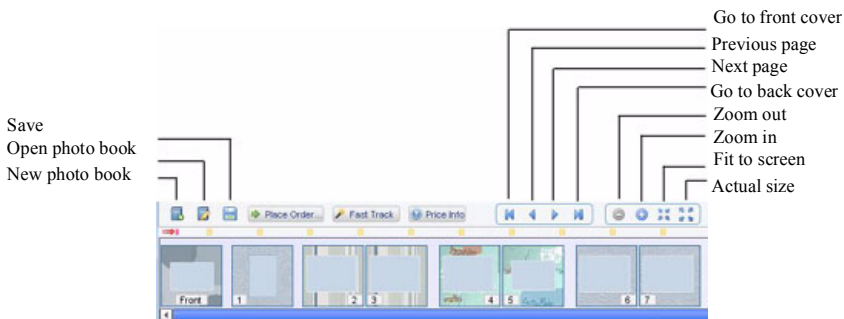 Go to front cover
Previous page
Next page
Go to back cover
Zoom out
Zoom in
Fit to screen
Actual size
Save
Open photo book
New photo book
Place Order... Fast Track Price Info
Front 1 2 3 4 5 6 7